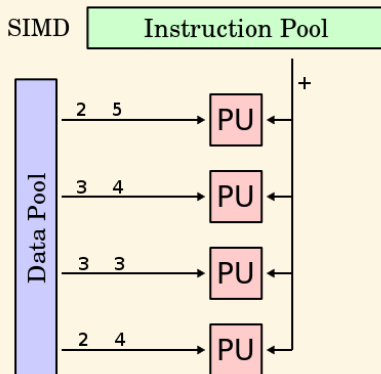 SIMD
Instruction Pool
+
Data Pool
2 5
PU
3 4
PU
3 3
PU
2 4
PU